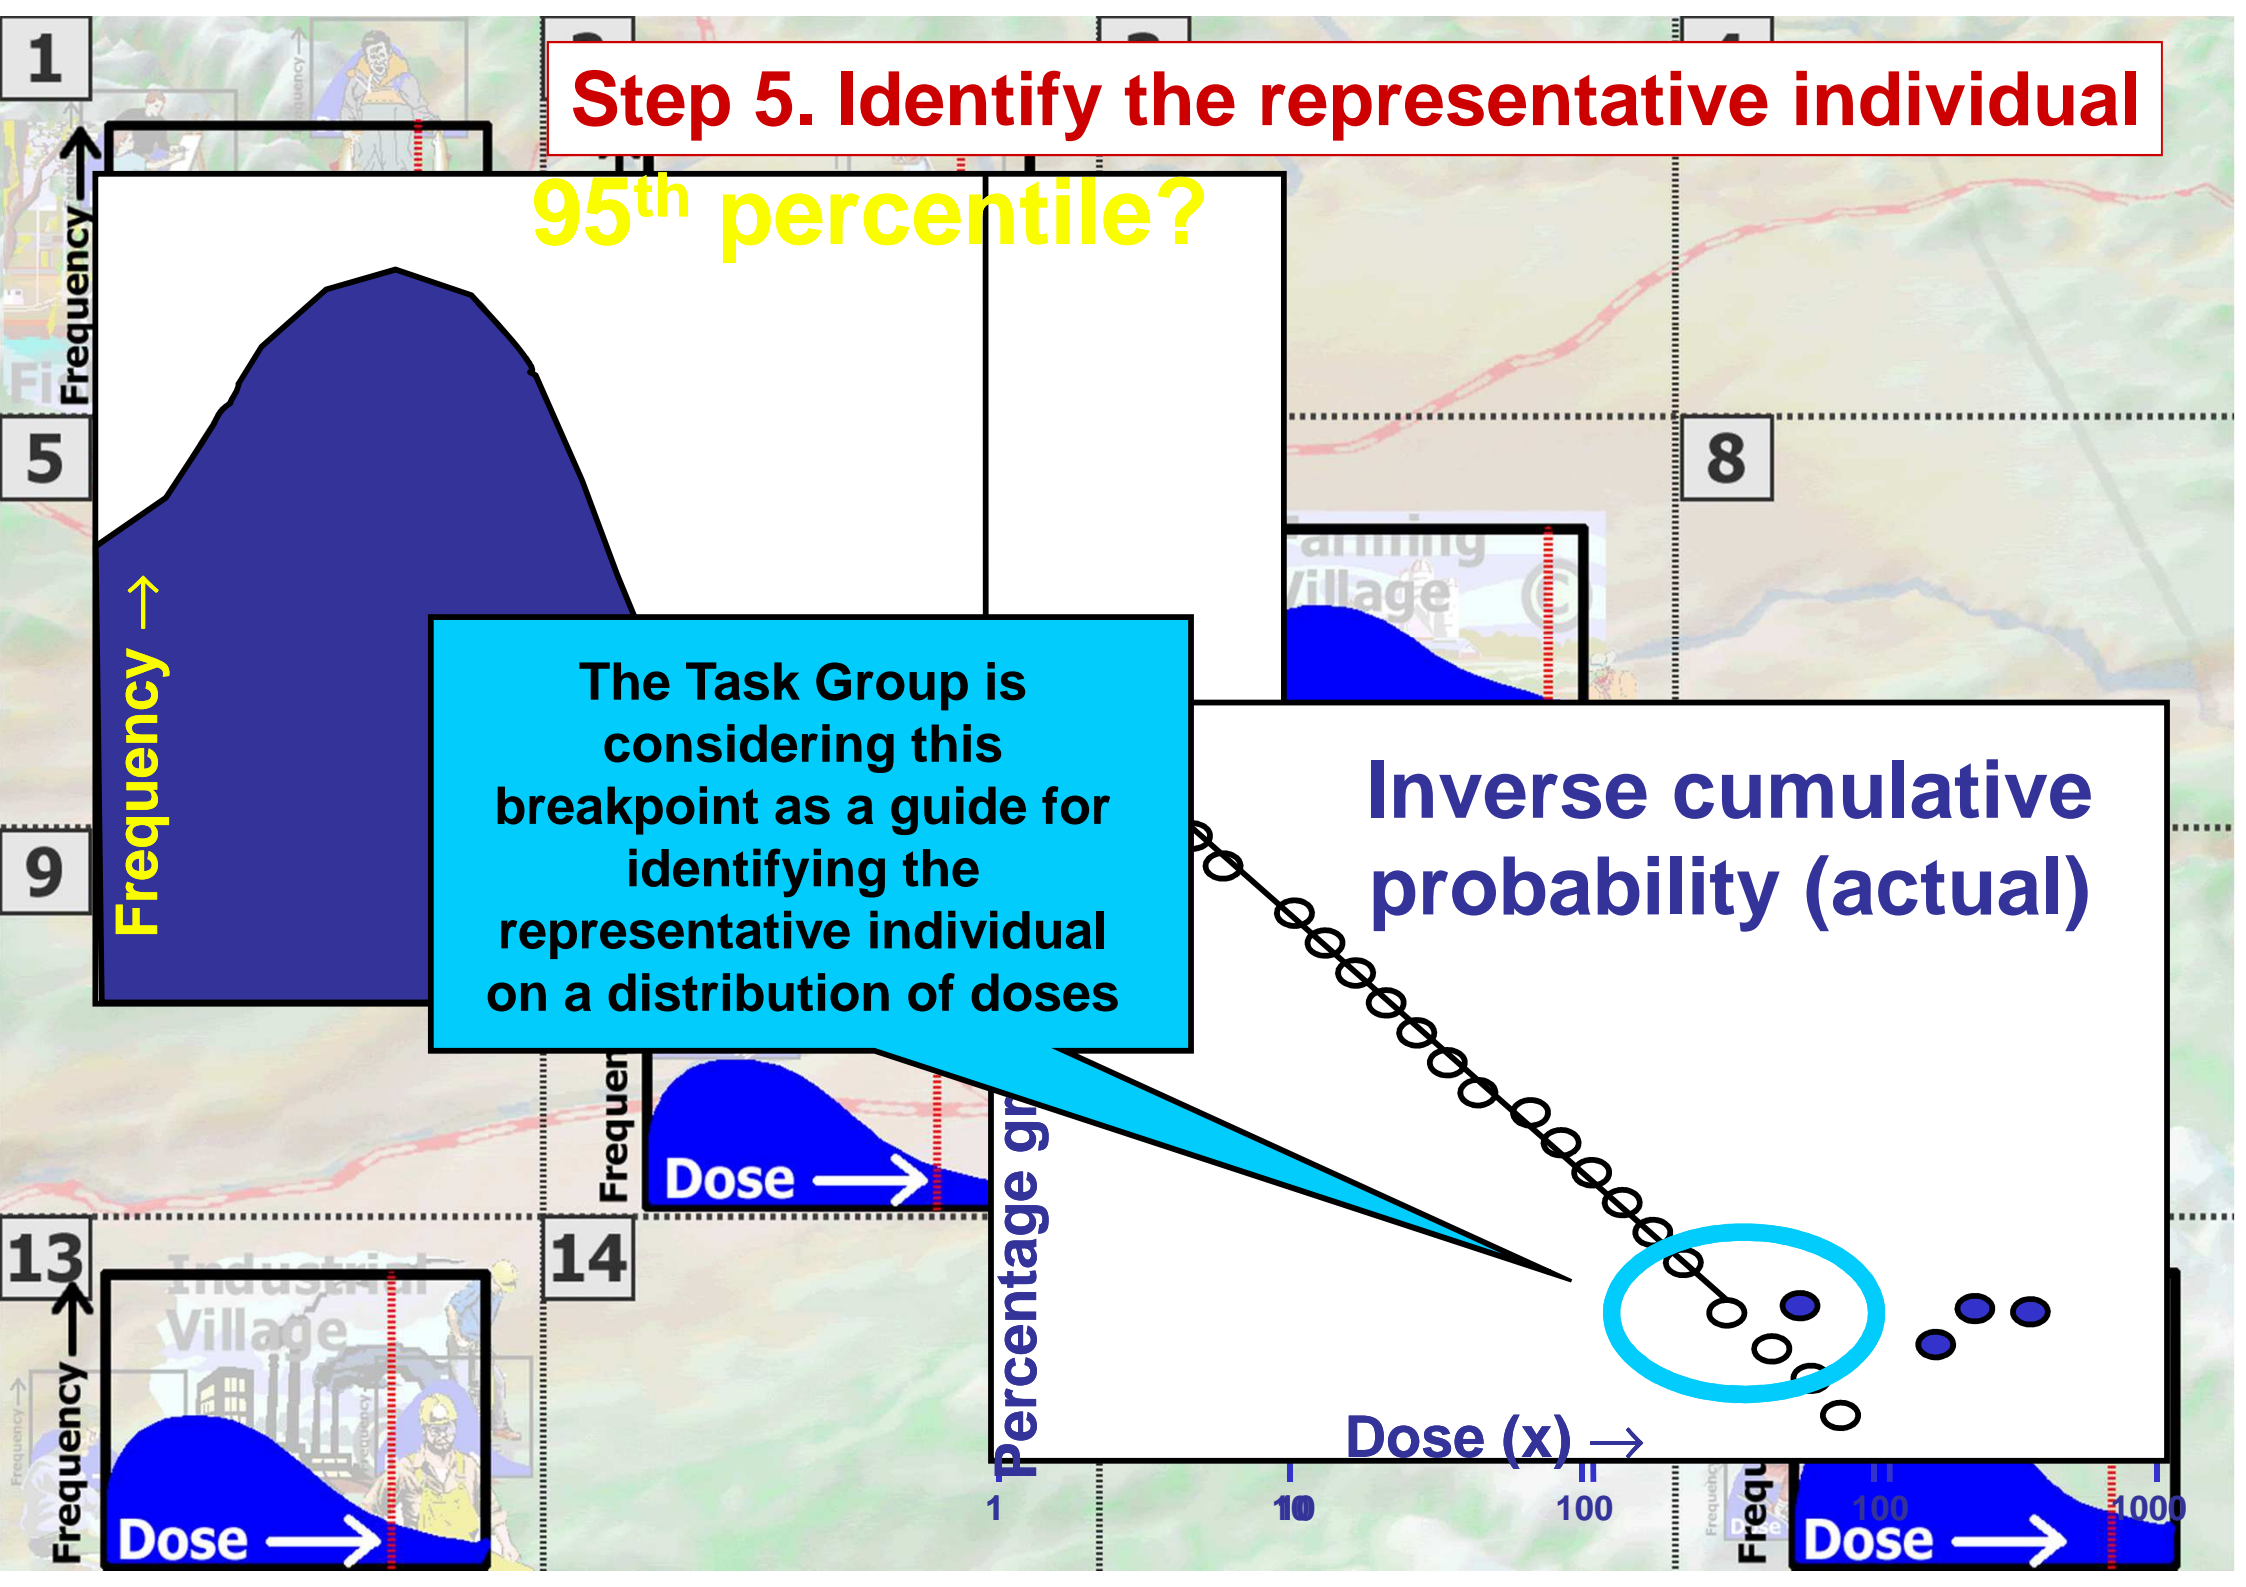 1
Step 5. Identify the representative individual
95th percentile?
Frequency
5
8
Farming
Village
©
Frequency →
The Task Group is
considering this
breakpoint as a guide for
identifying the
representative individual
on a distribution of doses
Inverse cumulative
probability (actual)
9
Dose
13
14
Industrial
Village
Frequency
Dose
Percentage
Dose (x) →
1
10
100
100
1000
Dose